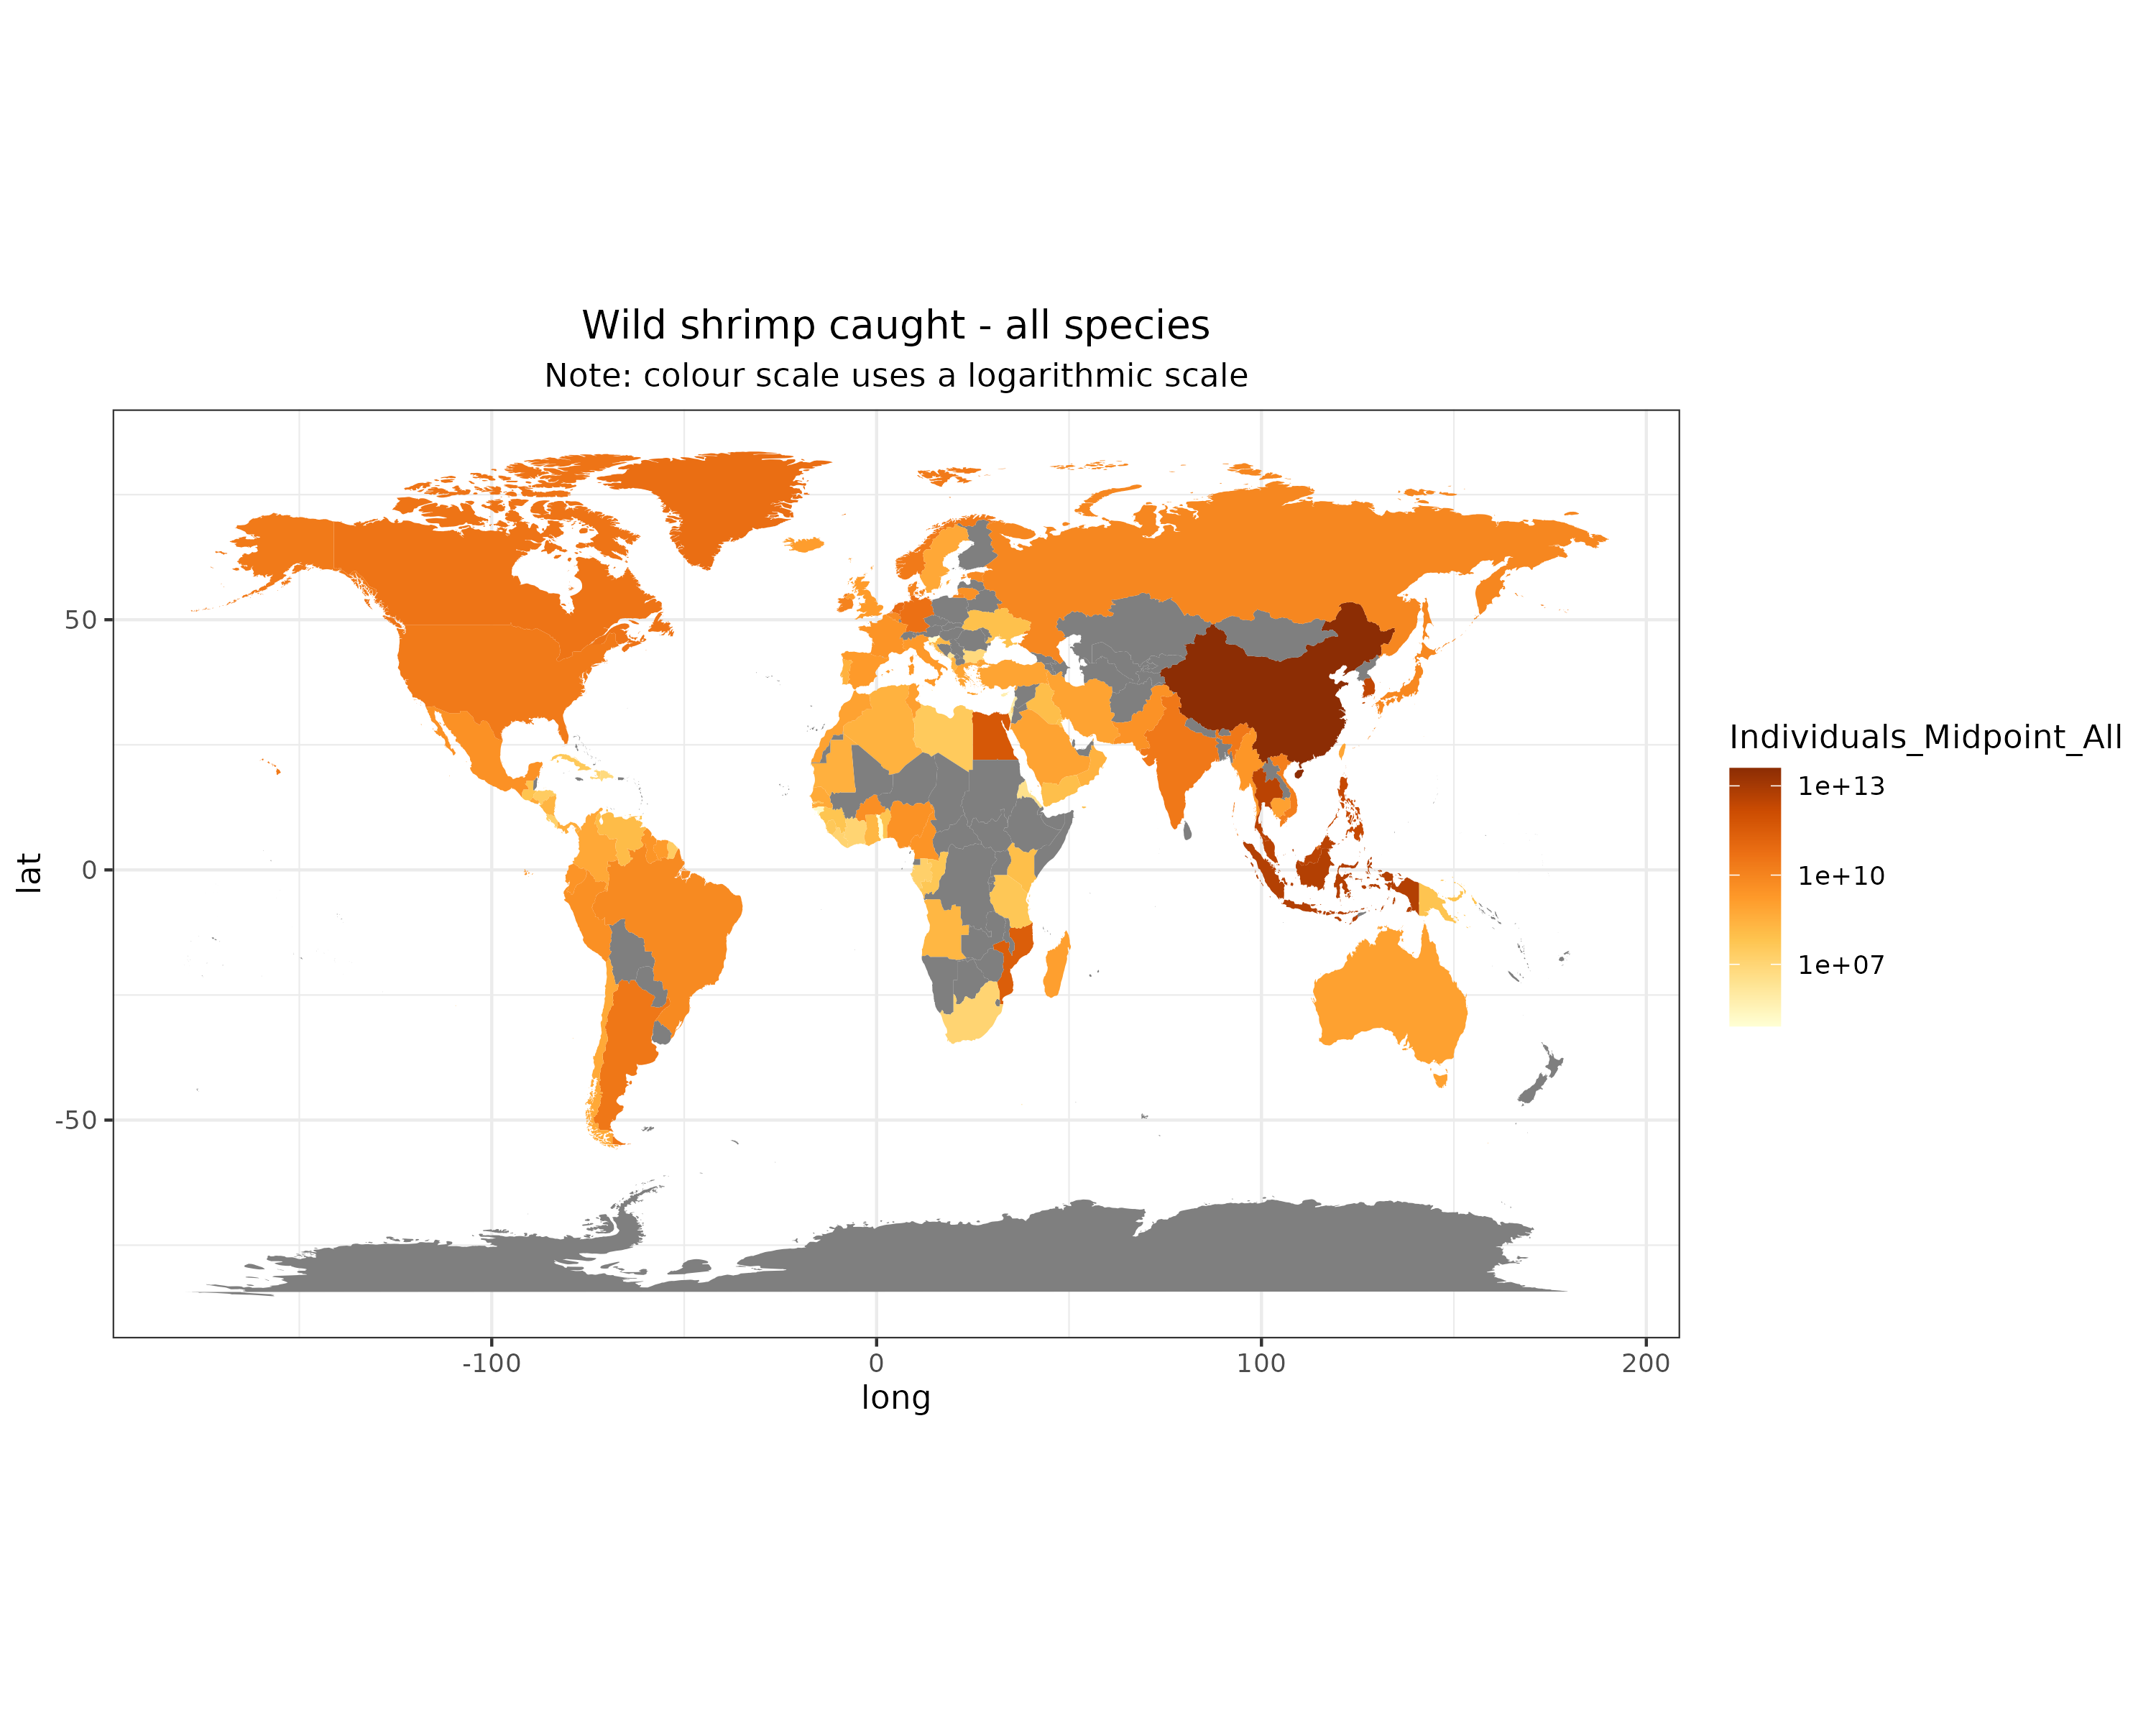 Wild shrimp caught - all species
Note: colour scale uses a logarithmic scale
50
0
-50
lat
-100
0
100
200
long
Individuals_Midpoint_All
1e+13
1e+10
1e+07